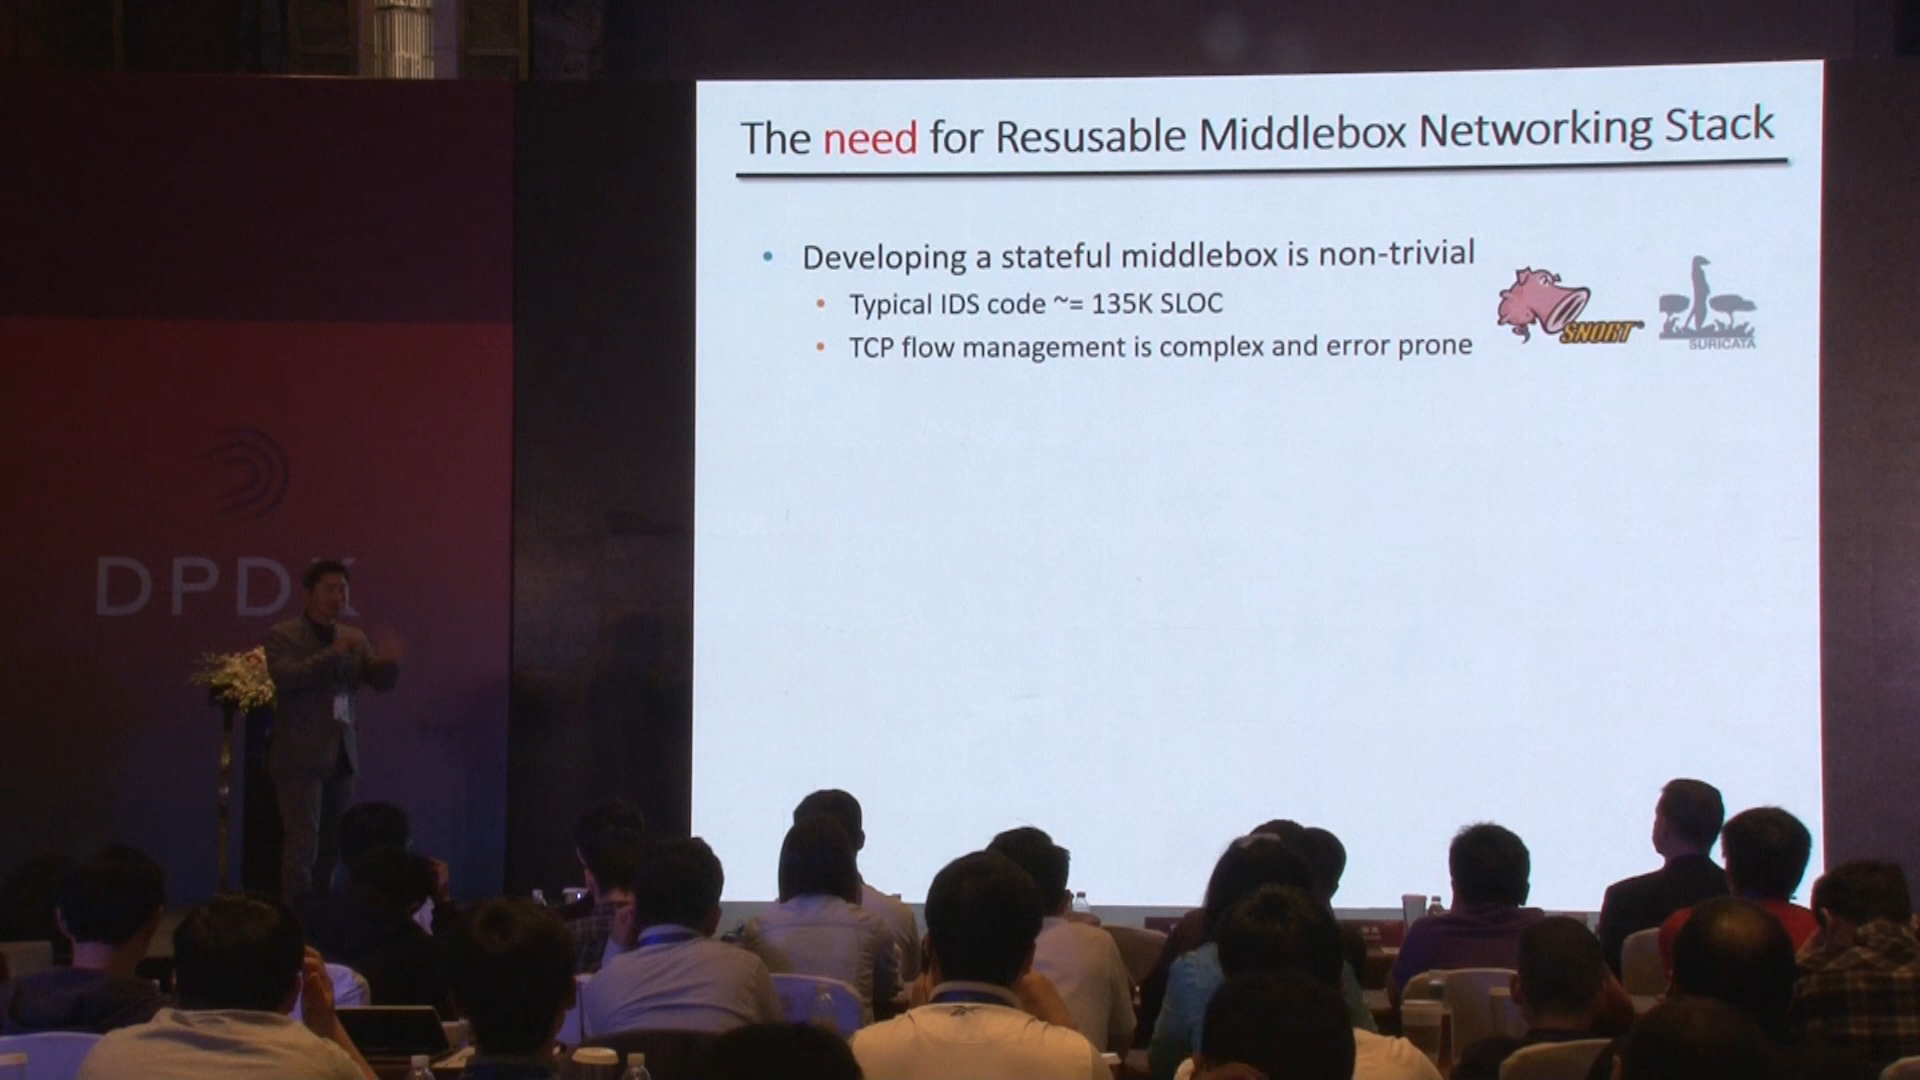 The need for Resusable Middlebox Networking Stack
• Developing a stateful middlebox is non-trivial
• Typical IDS code ~= 135K SLOC
• TCP flow management is complex and error prone
SNORT
SURICATA
DPDK